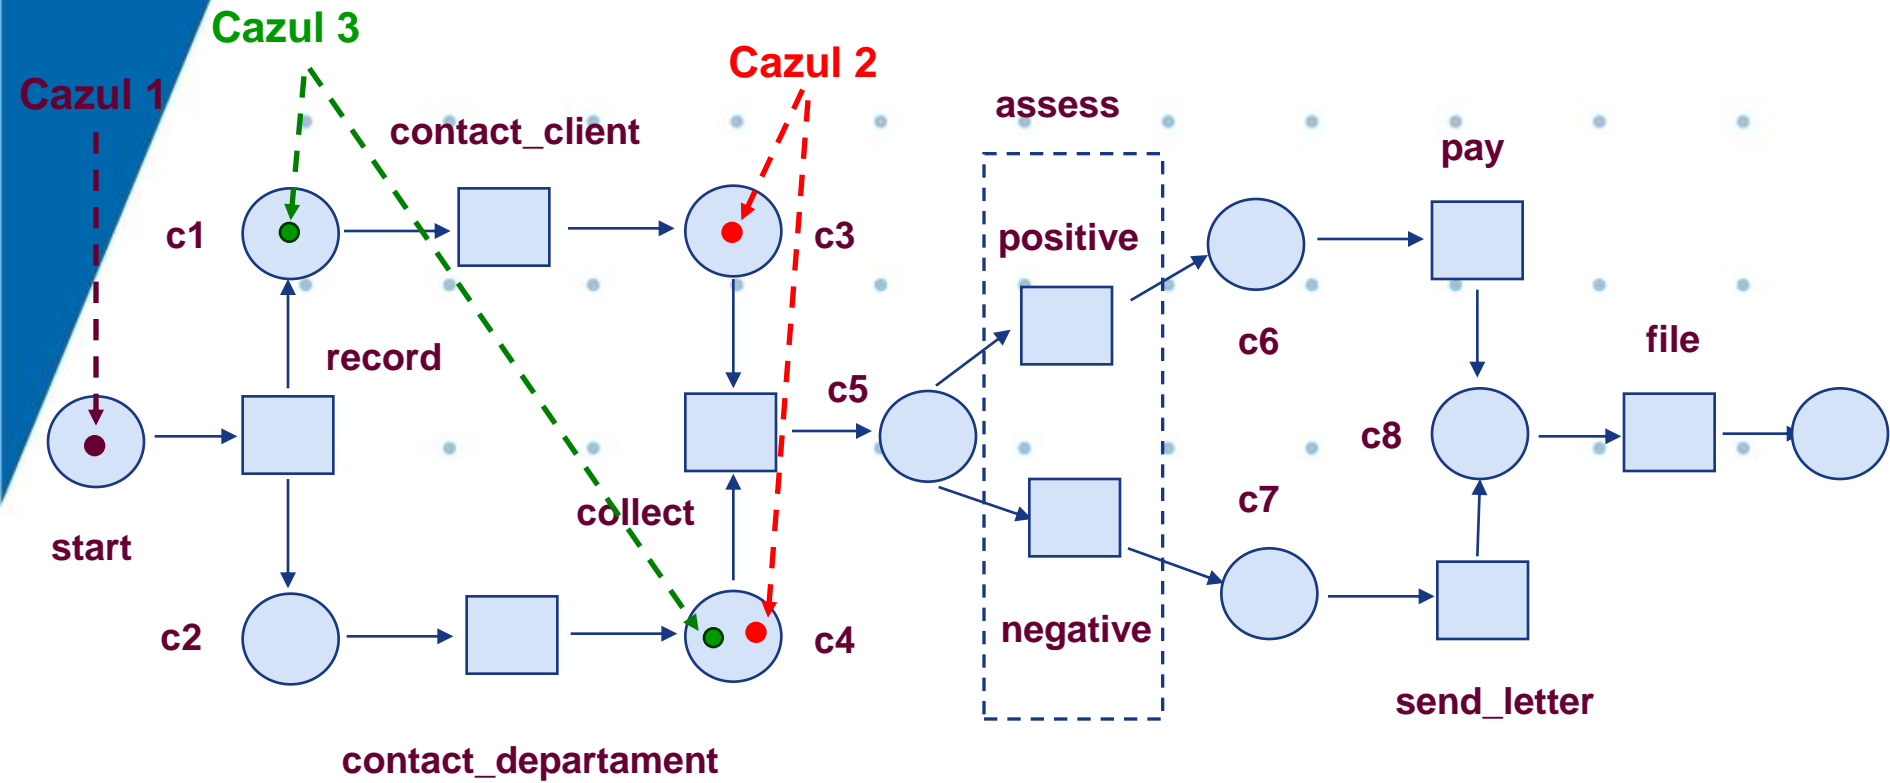 Cazul 3
Cazul 2
Cazul 1
assess
contact_client
pay
c1
c3
positive
c6
file
record
c5
c8
collect
c7
start
c2
c4
negative
send_letter
contact_departament